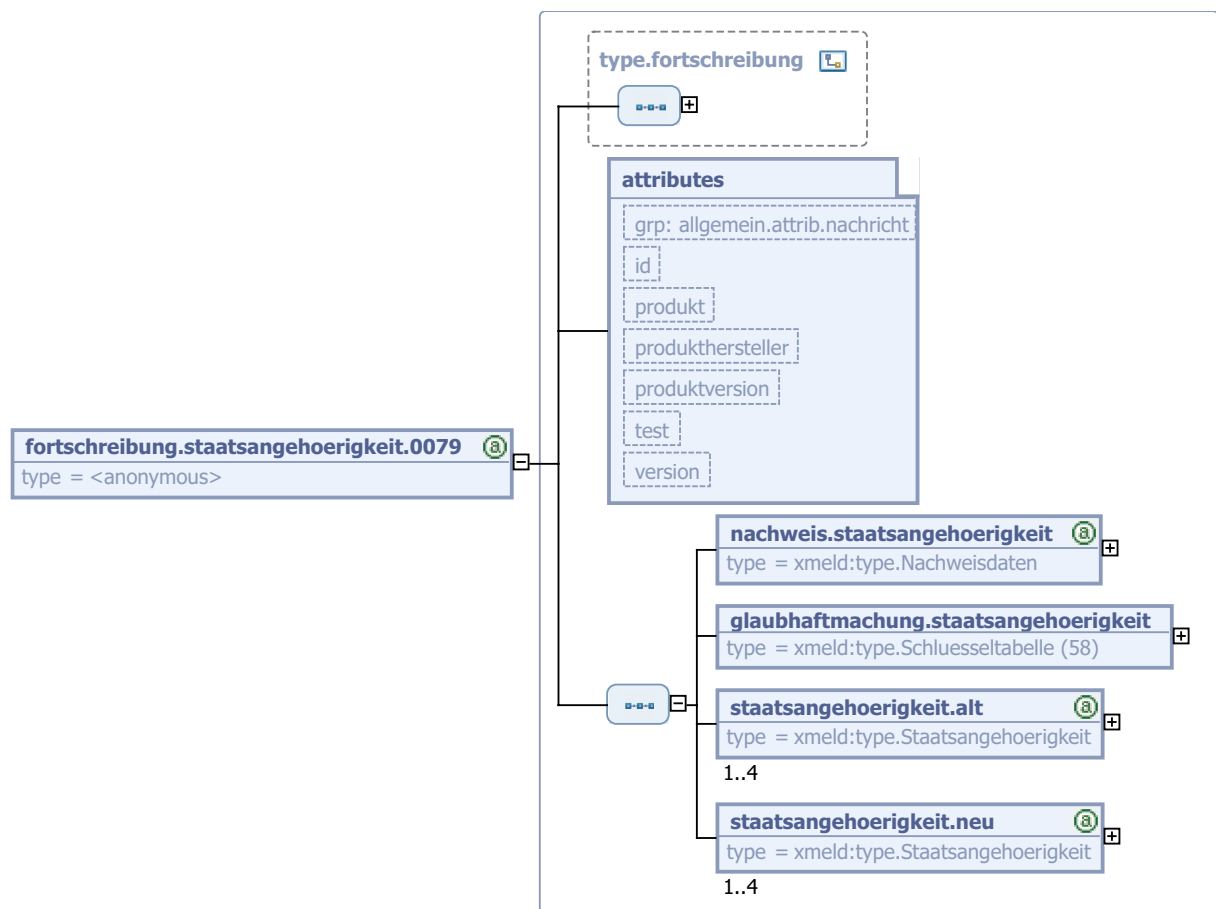 type.fortschreibung
attributes
grp: allgemein.attrib.nachricht
id
produkt
produkthersteller
produktversion
test
version
fortschreibung.staatsangehoerigkeit.0079 @
type = <anonymous>
nachweis.staatsangehoerigkeit @
type = xmeld:type.Nachweisdaten
glaubhaftmachung.staatsangehoerigkeit
type = xmeld:type.Schluesseltabelle (58)
staatsangehoerigkeit.alt @
type = xmeld:type.Staatsangehoerigkeit
1..4
staatsangehoerigkeit.neu @
type = xmeld:type.Staatsangehoerigkeit
1..4